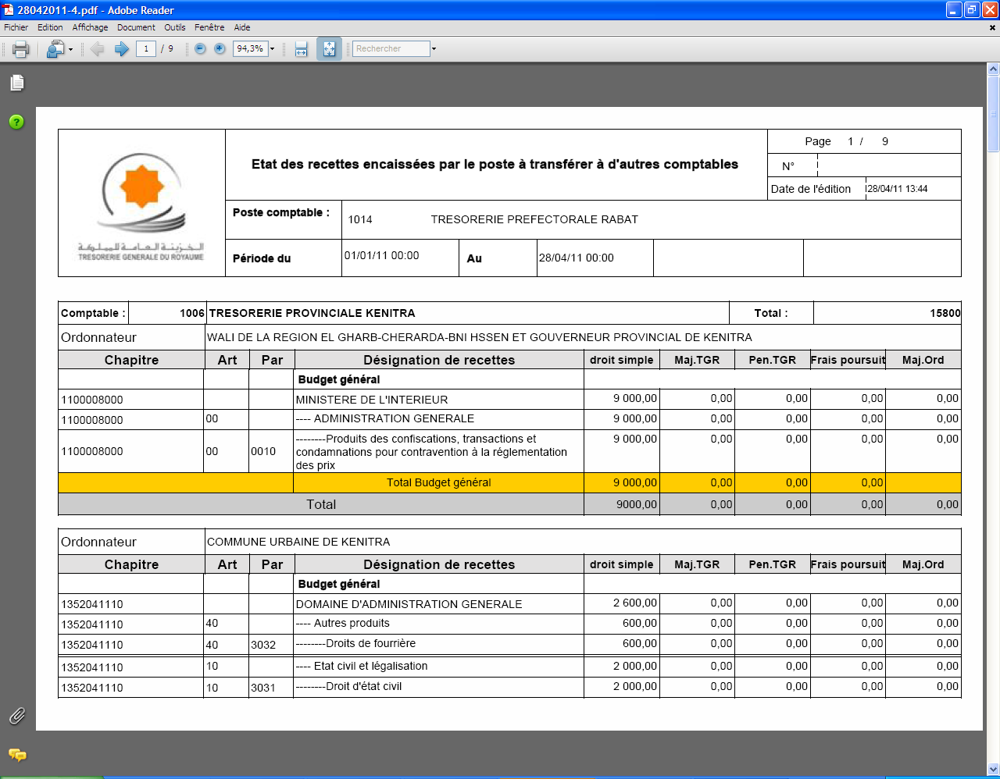 28042011-4.pdf - Adobe Reader
Fichier Edition Affichage Document Outils Fenêtre Aide
1 / 9 94,3% Rechercher
Page 1 / 9
Etat des recettes encaissées par le poste à transférer à d'autres comptables
N°
Date de l'édition 28/04/11 13:44
الخزينة العامة للمملكة
TRESORERIE GENERALE DU ROYAUME
Poste comptable : 1014 TRESORERIE PREFECTORALE RABAT
Période du 01/01/11 00:00 Au 28/04/11 00:00
Comptable : 1006 TRESORERIE PROVINCIALE KENITRA Total : 15800
Ordonnateur WALI DE LA REGION EL GHARB-CHERARDA-BNI HSSEN ET GOUVERNEUR PROVINCIAL DE KENITRA
Chapitre Art Par Désignation de recettes droit simple Maj.TGR Pen.TGR Frais poursuit Maj.Ord
Budget général
1100008000 MINISTERE DE L'INTERIEUR 9 000,00 0,00 0,00 0,00 0,00
1100008000 00 ---- ADMINISTRATION GENERALE 9 000,00 0,00 0,00 0,00 0,00
1100008000 00 0010 --------Produits des confiscations, transactions et 9 000,00 0,00 0,00 0,00 0,00
condamnations pour contravention à la réglementation
des prix
Total Budget général 9 000,00 0,00 0,00 0,00
Total 9000,00 0,00 0,00 0,00 0,00
Ordonnateur COMMUNE URBAINE DE KENITRA
Chapitre Art Par Désignation de recettes droit simple Maj.TGR Pen.TGR Frais poursuit Maj.Ord
Budget général
1352041110 DOMAINE D'ADMINISTRATION GENERALE 2 600,00 0,00 0,00 0,00 0,00
1352041110 40 ---- Autres produits 600,00 0,00 0,00 0,00 0,00
1352041110 40 3032 --------Droits de fourrière 600,00 0,00 0,00 0,00 0,00
1352041110 10 ---- Etat civil et légalisation 2 000,00 0,00 0,00 0,00 0,00
1352041110 10 3031 --------Droit d'état civil 2 000,00 0,00 0,00 0,00 0,00